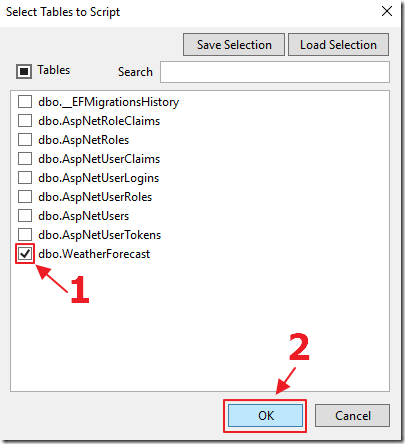 Select Tables to Script
Save Selection Load Selection
Tables Search
dbo.__EFMigrationsHistory
dbo.AspNetRoleClaims
dbo.AspNetRoles
dbo.AspNetUserClaims
dbo.AspNetUserLogins
dbo.AspNetUserRoles
dbo.AspNetUsers
dbo.AspNetUserTokens
dbo.WeatherForecast
1
2
OK Cancel